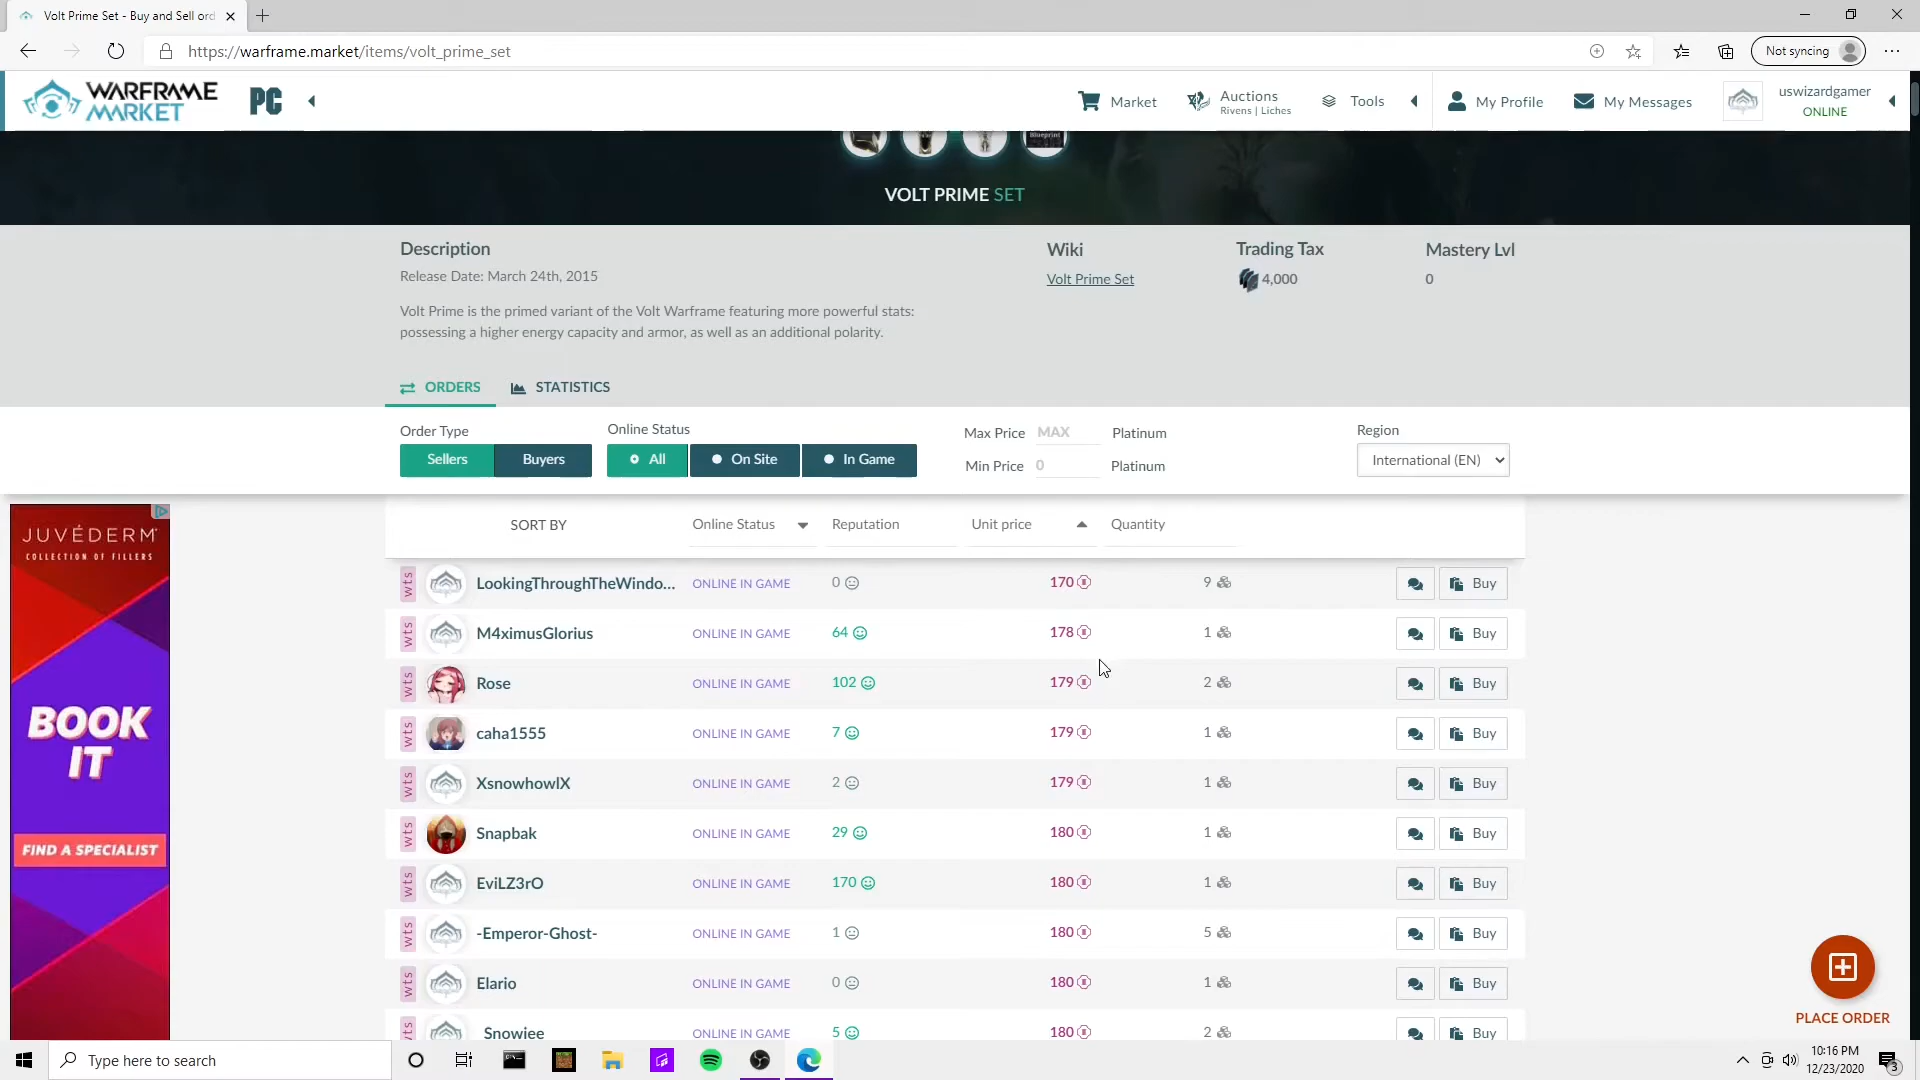 Volt Prime Set - Buy and Sell ord
https://warframe.market/items/volt_prime_set
Not syncing
WARFRAME
MARKET
PC
Market
Auctions
Rivens | Liches
Tools
My Profile
My Messages
uswizardgamer
ONLINE
Blueprint
VOLT PRIME SET
Description
Release Date: March 24th, 2015
Volt Prime is the primed variant of the Volt Warframe featuring more powerful stats:
possessing a higher energy capacity and armor, as well as an additional polarity.
Wiki
Volt Prime Set
Trading Tax
4,000
Mastery Lvl
0
ORDERS
STATISTICS
Order Type
Sellers
Buyers
Online Status
All
On Site
In Game
Max Price MAX Platinum
Min Price 0 Platinum
Region
International (EN)
SORT BY Online Status Reputation Unit price Quantity
wts LookingThroughTheWindo... ONLINE IN GAME 0 170 9 Buy
wts M4ximusGlorius ONLINE IN GAME 64 178 1 Buy
wts Rose ONLINE IN GAME 102 179 2 Buy
wts caha1555 ONLINE IN GAME 7 179 1 Buy
wts XsnowhowlX ONLINE IN GAME 2 179 1 Buy
wts Snapbak ONLINE IN GAME 29 180 1 Buy
wts EviLZ3rO ONLINE IN GAME 170 180 1 Buy
wts -Emperor-Ghost- ONLINE IN GAME 1 180 5 Buy
wts Elario ONLINE IN GAME 0 180 1 Buy
wts Snowiee ONLINE IN GAME 5 180 2 Buy
JUVÉDERM
COLLECTION OF FILLERS
BOOK
IT
FIND A SPECIALIST
PLACE ORDER
Type here to search
10:16 PM
12/23/2020
3